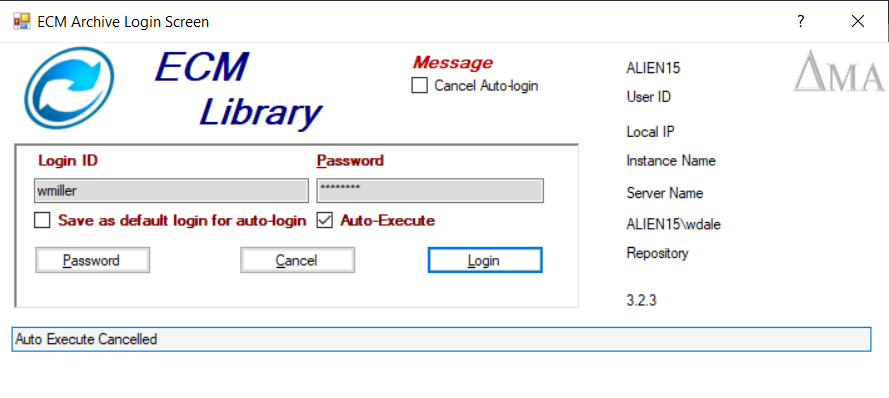 ECM Archive Login Screen
?
ECM
Library
Message
Cancel Auto-login
ALIEN15
ΔMA
User ID
Local IP
Login ID
Password
Instance Name
wmiller
********
Server Name
Save as default login for auto-login
Auto-Execute
ALIEN15\wdale
Password
Cancel
Login
Repository
3.2.3
Auto Execute Cancelled